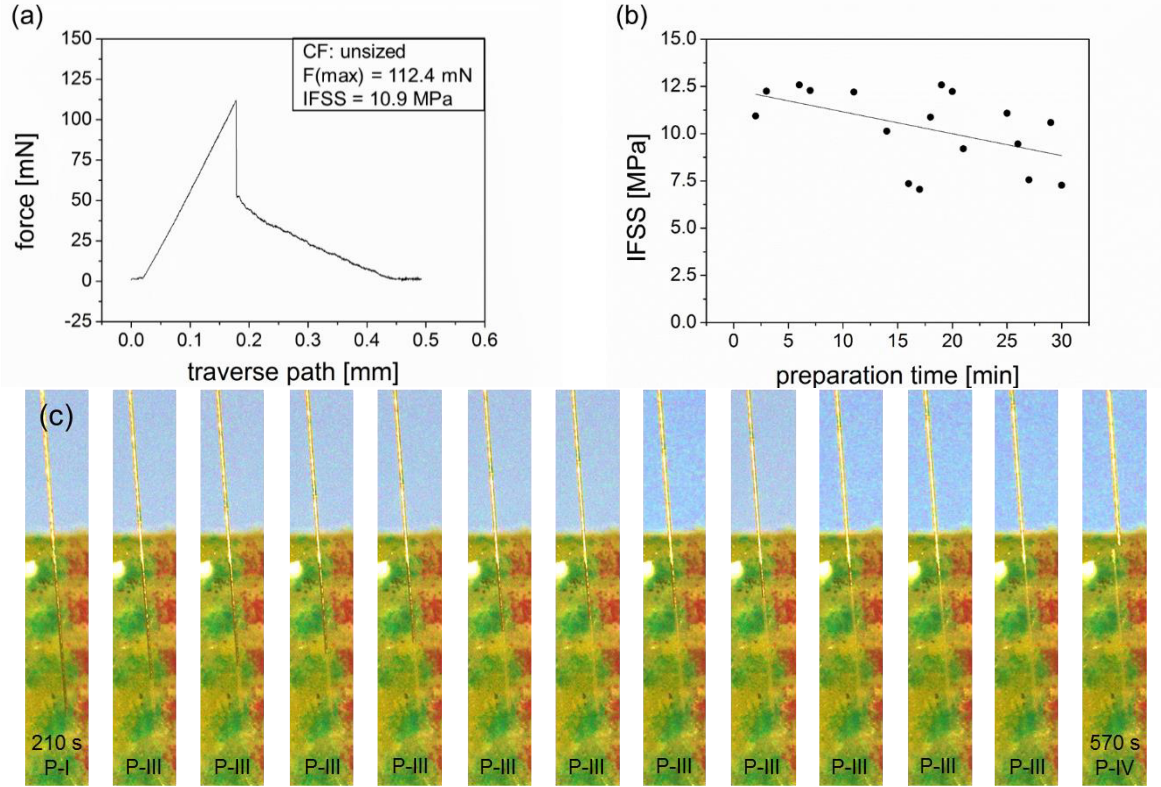 (a)
150
125
100
75
50
25
0
-25
force [mN]
CF: unsized
F(max) = 112.4 mN
IFSS = 10.9 MPa
0.0 0.1 0.2 0.3 0.4 0.5 0.6
traverse path [mm]
(b)
15.0
12.5
10.0
7.5
5.0
2.5
0.0
IFSS [MPa]
0 5 10 15 20 25 30
preparation time [min]
(c)
210 s 570 s
P-I P-III P-III P-III P-III P-III P-III P-III P-III P-III P-III P-III P-IV